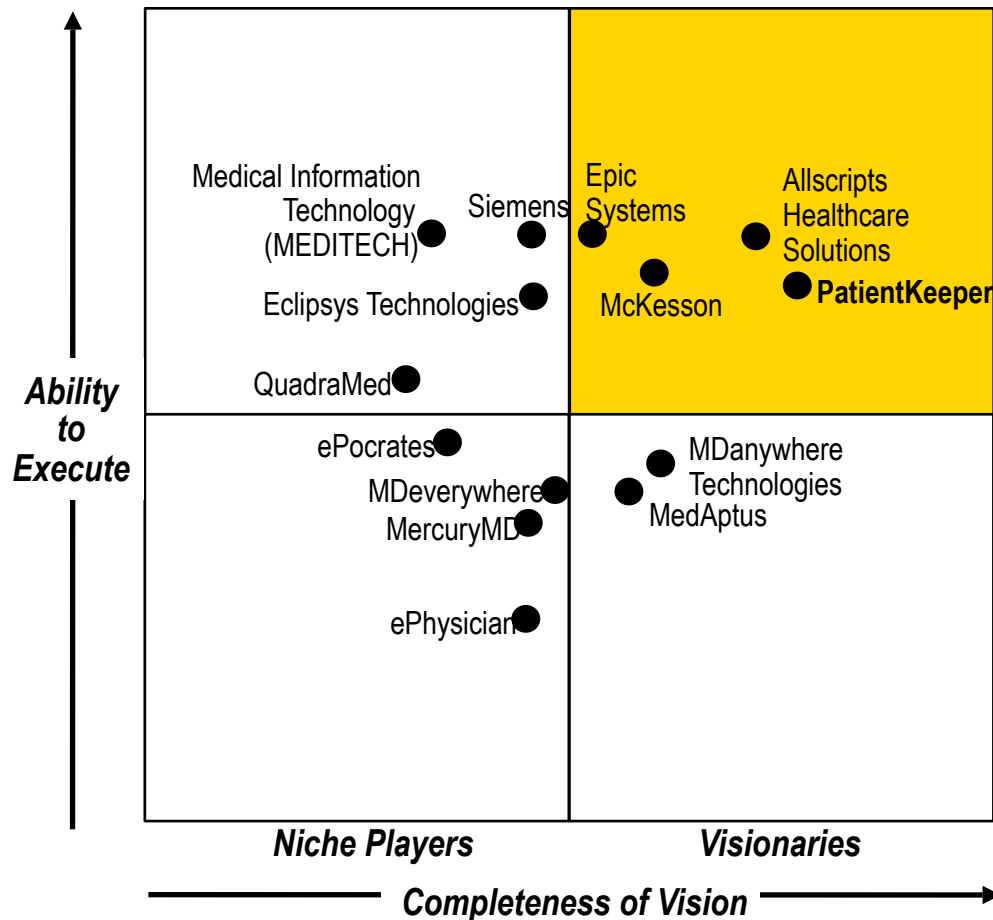 Medical Information
Technology
(MEDITECH)
Siemens
Epic
Systems
Allscripts
Healthcare
Solutions
Eclipsys Technologies
McKesson
PatientKeeper
QuadraMed
Ability
to
Execute
ePocrates
MDeverywhere
MercuryMD
MDanywhere
Technologies
MedAptus
ePhysician
Niche Players
Visionaries
Completeness of Vision